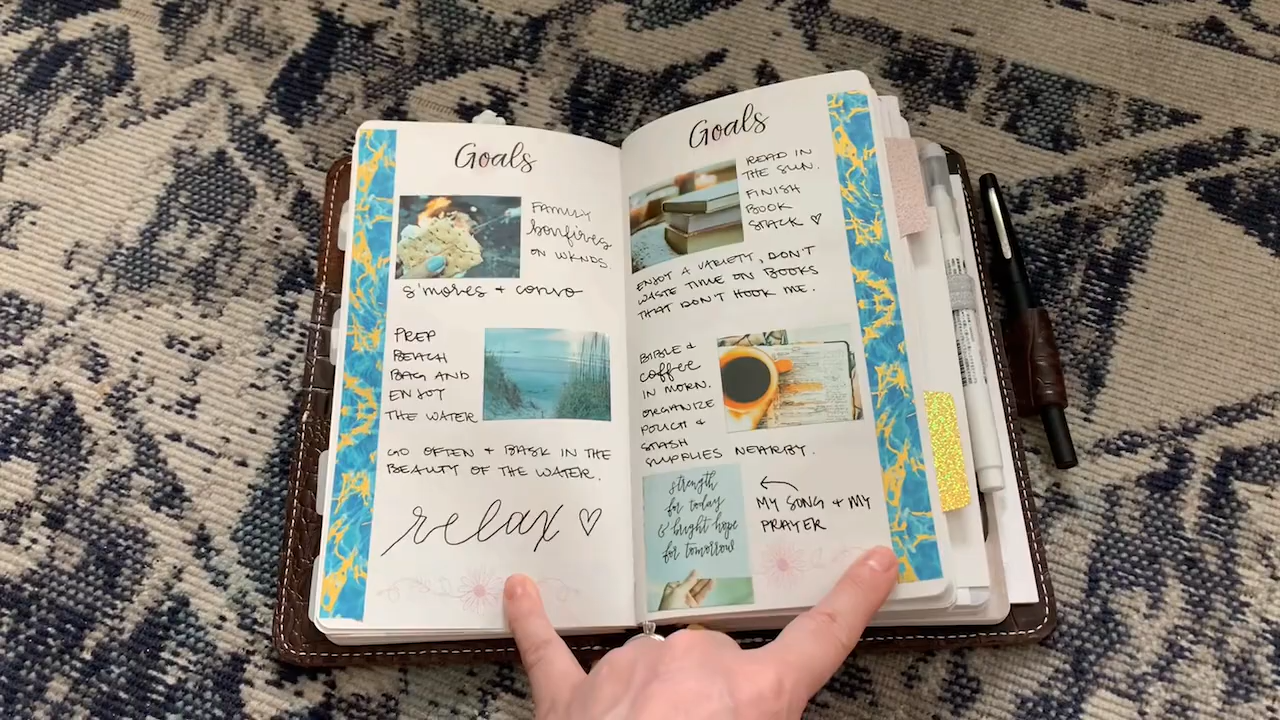 Goals
FAMILY
bonfires
ON WKNDS.
s'mores + convo
PREP
BEACH
BAG AND
ENJOY
THE WATER
GO OFTEN + BASK IN THE
BEAUTY OF THE WATER.
relax ♡
Goals
READ IN
THE SUN.
FINISH
BOOK
STACK ♡
ENJOY A VARIETY, DON'T
WASTE TIME ON BOOKS
THAT DON'T HOOK ME.
BIBLE +
coffee
IN MORN.
ORGANIZE
POUCH +
STASH
SUPPLIES NEARBY.
strength
for today
& bright hope
for tomorrow
← MY SONG + MY
PRAYER